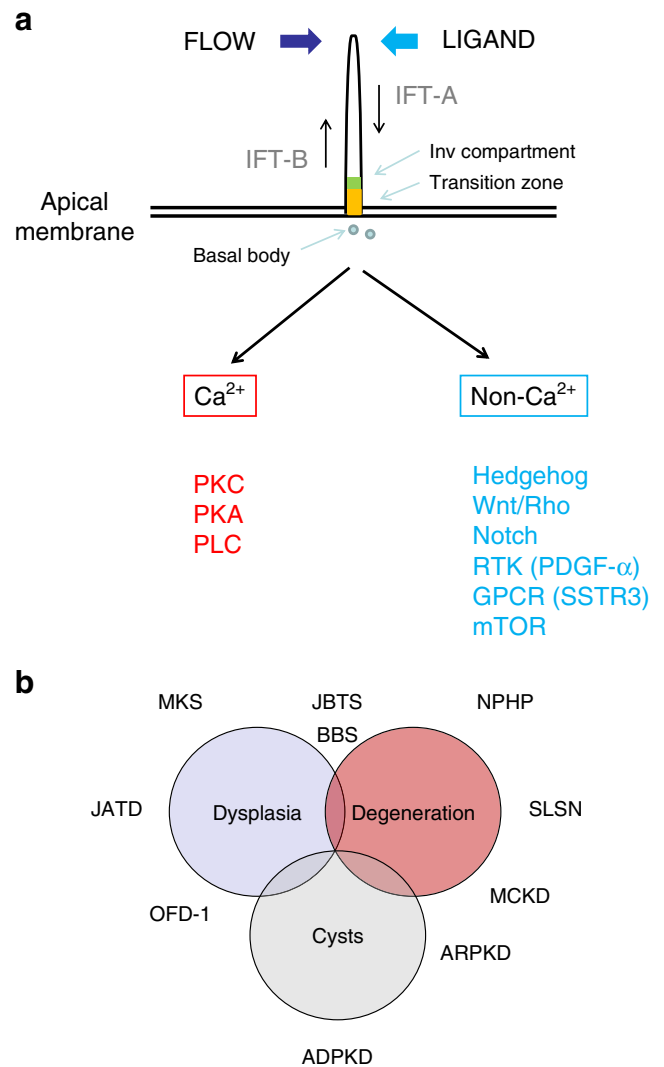 a
FLOW
LIGAND
IFT-A
IFT-B
Inv compartment
Transition zone
Apical
membrane
Basal body
Ca²⁺
Non-Ca²⁺
PKC
PKA
PLC
Hedgehog
Wnt/Rho
Notch
RTK (PDGF-α)
GPCR (SSTR3)
mTOR
b
MKS
JBTS
NPHP
BBS
JATD
Dysplasia
Degeneration
SLSN
OFD-1
MCKD
Cysts
ARPKD
ADPKD